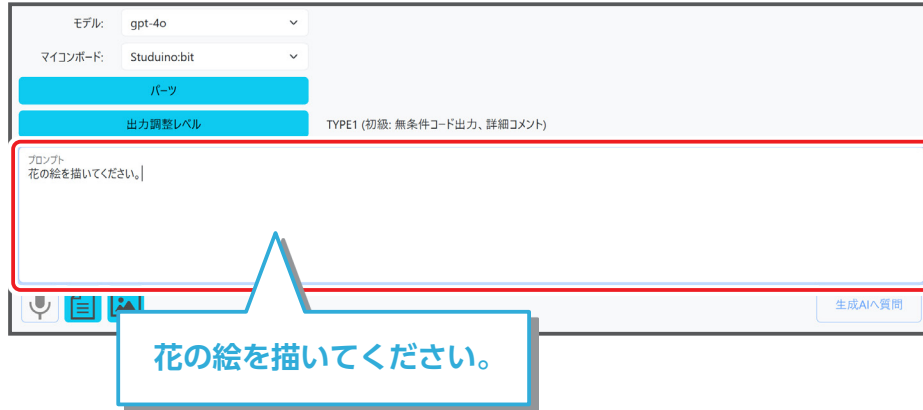 モデル: gpt-4o
マイコンボード: Studuino:bit
パーツ
出力調整レベル TYPE1 (初級: 無条件コード出力、詳細コメント)
プロンプト
花の絵を描いてください。
生成AIへ質問
花の絵を描いてください。